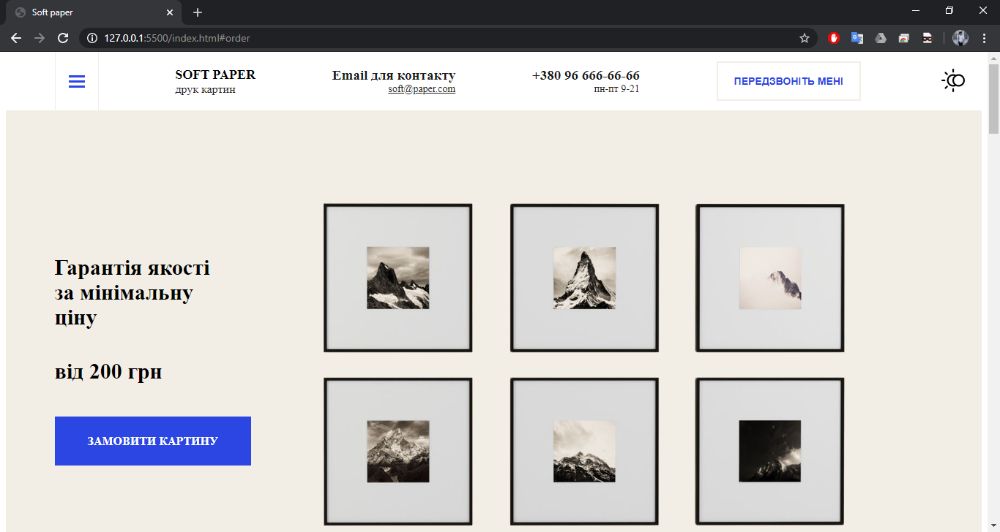 Soft paper
127.0.0.1:5500/index.html#order
SOFT PAPER
друк картин
Email для контакту
soft@paper.com
+380 96 666-66-66
пн-пт 9-21
ПЕРЕДЗВОНІТЬ МЕНІ
Гарантія якості
за мінімальну
ціну
від 200 грн
ЗАМОВИТИ КАРТИНУ